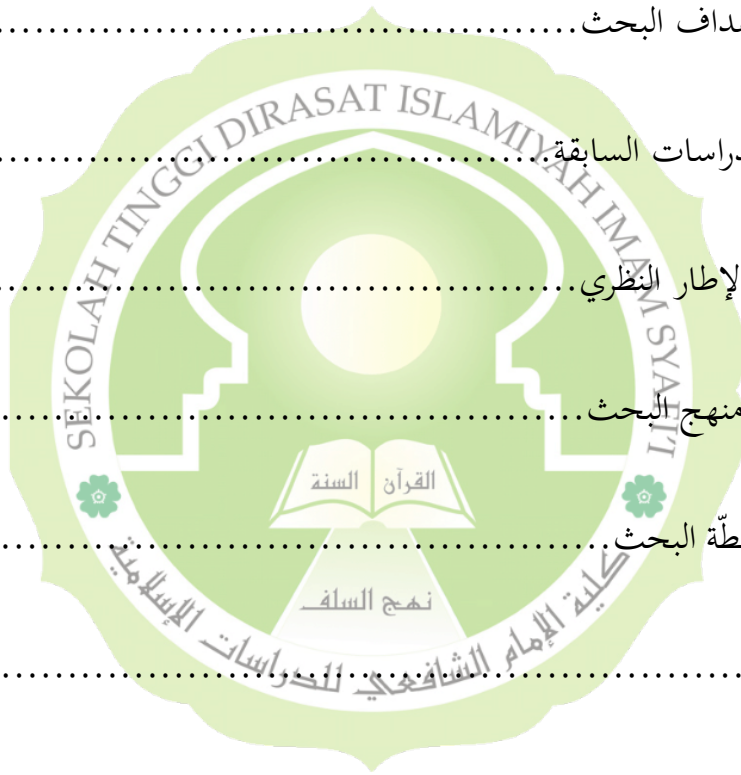 داف البحث..............................
SEKOLAH TINGGI DIRASAT ISLAMIYAH IMAM SYAFI'I
دراسات السابقة..............................
لإطار النظري..............................
منهج البحث..............................
القرآن السنة
طّة البحث..............................
نهج السلف
كلية الإمام الشافعي للدراسات الإسلامية
..............................